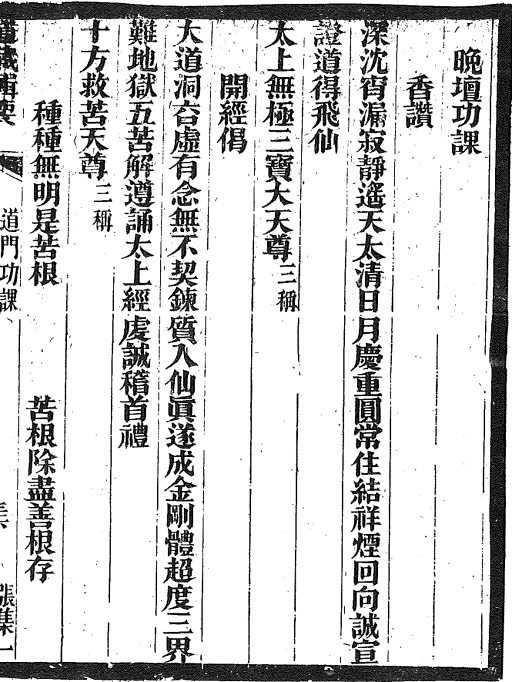 晚壇功課
香讚
深沈宵漏寂靜遙天太清日月慶重圓常住結祥煙回向誠宣
證道得飛仙
太上無極三寶大天尊三稱
開經偈
大道洞谷虛有念無不契鍊質入仙眞遂成金剛體超度三界
難地獄五苦解遵誦太上經虔誠稽首禮
十方救苦天尊三稱
種種無明是苦根　苦根除盡善根存
道藏輯要　道門功課　張集一